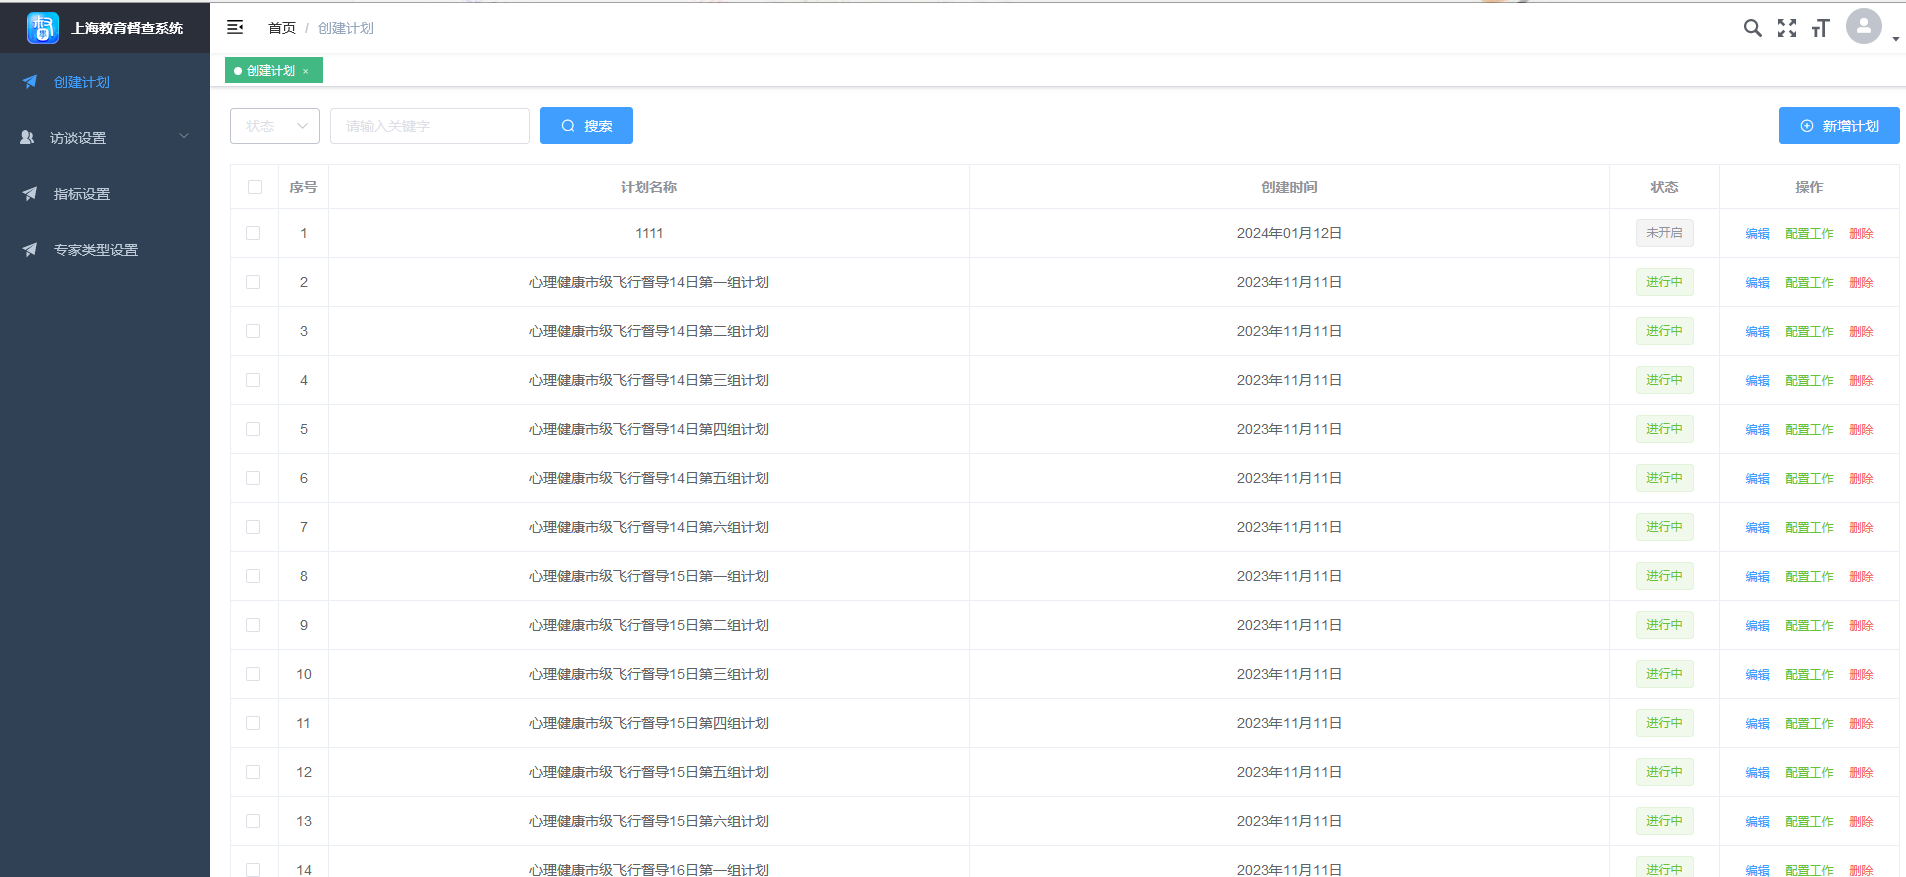 上海教育督查系统
首页 / 创建计划
创建计划 ×
创建计划
访谈设置
指标设置
专家类型设置
状态 请输入关键字 搜索 新增计划
序号 计划名称 创建时间 状态 操作
1 1111 2024年01月12日 未开启 编辑 配置工作 删除
2 心理健康市级飞行督导14日第一组计划 2023年11月11日 进行中 编辑 配置工作 删除
3 心理健康市级飞行督导14日第二组计划 2023年11月11日 进行中 编辑 配置工作 删除
4 心理健康市级飞行督导14日第三组计划 2023年11月11日 进行中 编辑 配置工作 删除
5 心理健康市级飞行督导14日第四组计划 2023年11月11日 进行中 编辑 配置工作 删除
6 心理健康市级飞行督导14日第五组计划 2023年11月11日 进行中 编辑 配置工作 删除
7 心理健康市级飞行督导14日第六组计划 2023年11月11日 进行中 编辑 配置工作 删除
8 心理健康市级飞行督导15日第一组计划 2023年11月11日 进行中 编辑 配置工作 删除
9 心理健康市级飞行督导15日第二组计划 2023年11月11日 进行中 编辑 配置工作 删除
10 心理健康市级飞行督导15日第三组计划 2023年11月11日 进行中 编辑 配置工作 删除
11 心理健康市级飞行督导15日第四组计划 2023年11月11日 进行中 编辑 配置工作 删除
12 心理健康市级飞行督导15日第五组计划 2023年11月11日 进行中 编辑 配置工作 删除
13 心理健康市级飞行督导15日第六组计划 2023年11月11日 进行中 编辑 配置工作 删除
14 心理健康市级飞行督导16日第一组计划 2023年11月11日 进行中 编辑 配置工作 删除